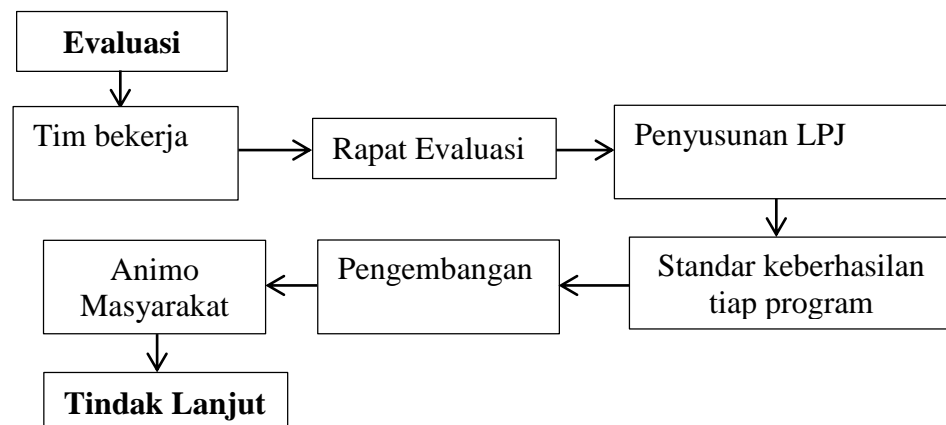 Evaluasi
Tim bekerja
Rapat Evaluasi
Penyusunan LPJ
Standar keberhasilan
tiap program
Pengembangan
Animo
Masyarakat
Tindak Lanjut